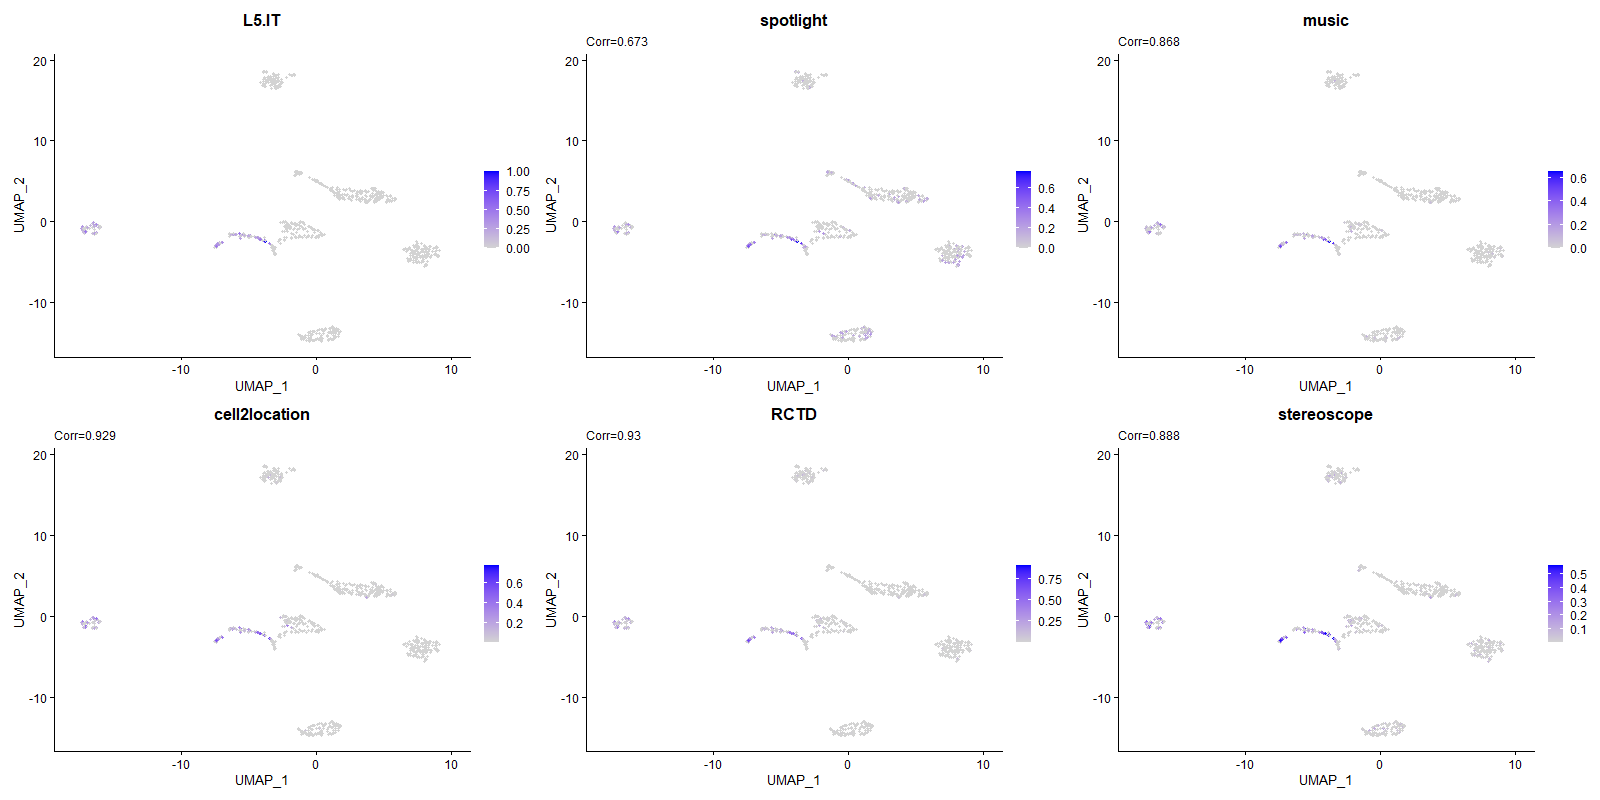 L5.IT
20
10
0
-10
-10
0
10
UMAP_1
UMAP_2
1.00
0.75
0.50
0.25
0.00
spotlight
Corr=0.673
20
10
0
-10
-10
0
10
UMAP_1
UMAP_2
0.6
0.4
0.2
0.0
music
Corr=0.868
20
10
0
-10
-10
0
10
UMAP_1
UMAP_2
0.6
0.4
0.2
0.0
cell2location
Corr=0.929
20
10
0
-10
-10
0
10
UMAP_1
UMAP_2
0.6
0.4
0.2
RCTD
Corr=0.93
20
10
0
-10
-10
0
10
UMAP_1
UMAP_2
0.75
0.50
0.25
stereoscope
Corr=0.888
20
10
0
-10
-10
0
10
UMAP_1
UMAP_2
0.5
0.4
0.3
0.2
0.1